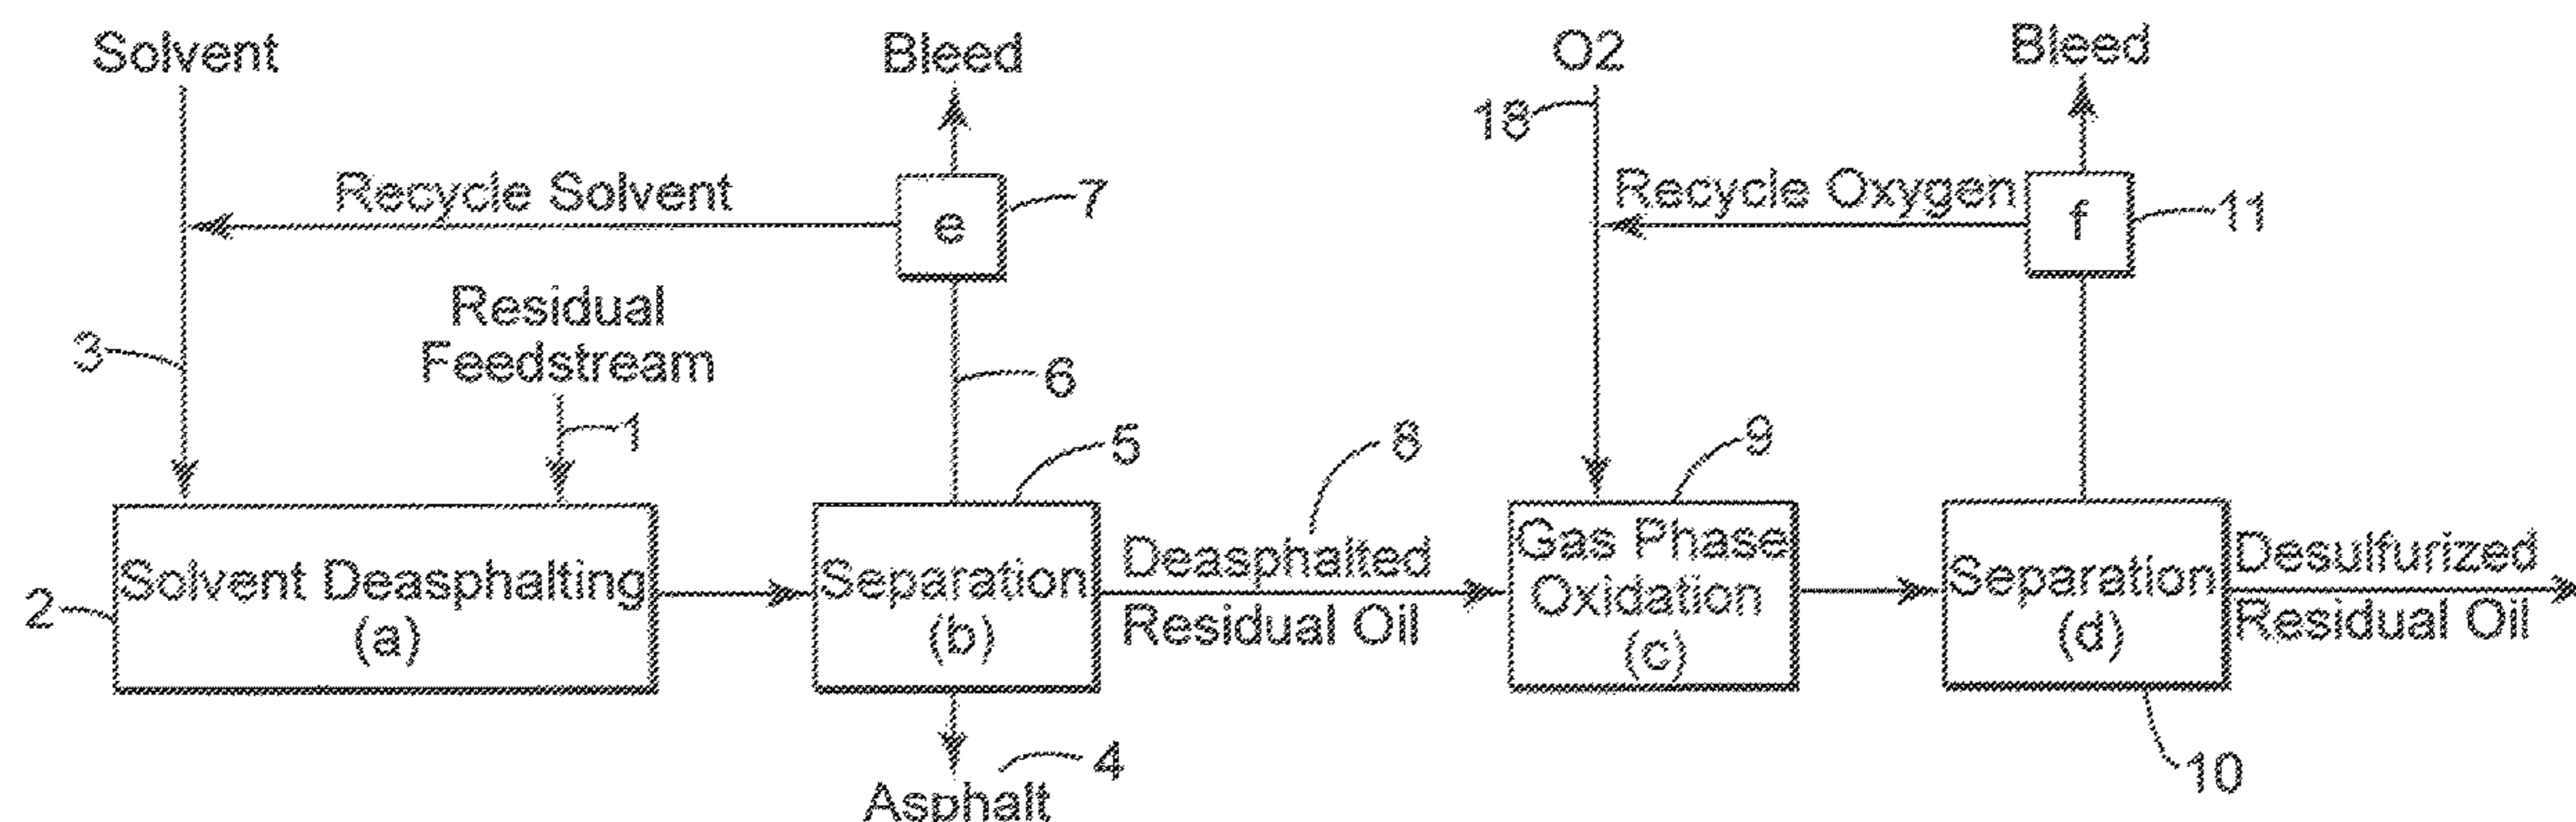 Solvent
Bleed
O2
Bleed
18
Recycle Solvent
e
7
Recycle Oxygen
f
11
Residual
Feedstream
3
1
6
5
8
9
2
Solvent Deasphalting
(a)
Separation
(b)
Deasphalted
Residual Oil
Gas Phase
Oxidation
(c)
Separation
(d)
Desulfurized
Residual Oil
4
Asphalt
10